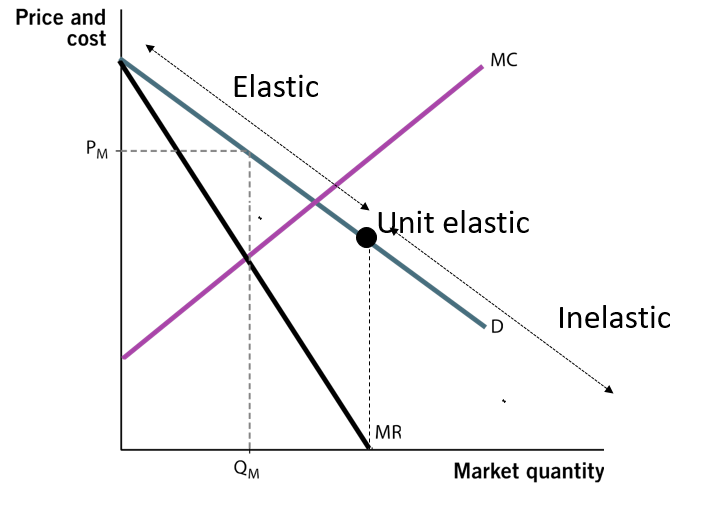 Price and
cost
MC
Elastic
PM
Unit elastic
Inelastic
D
MR
QM
Market quantity